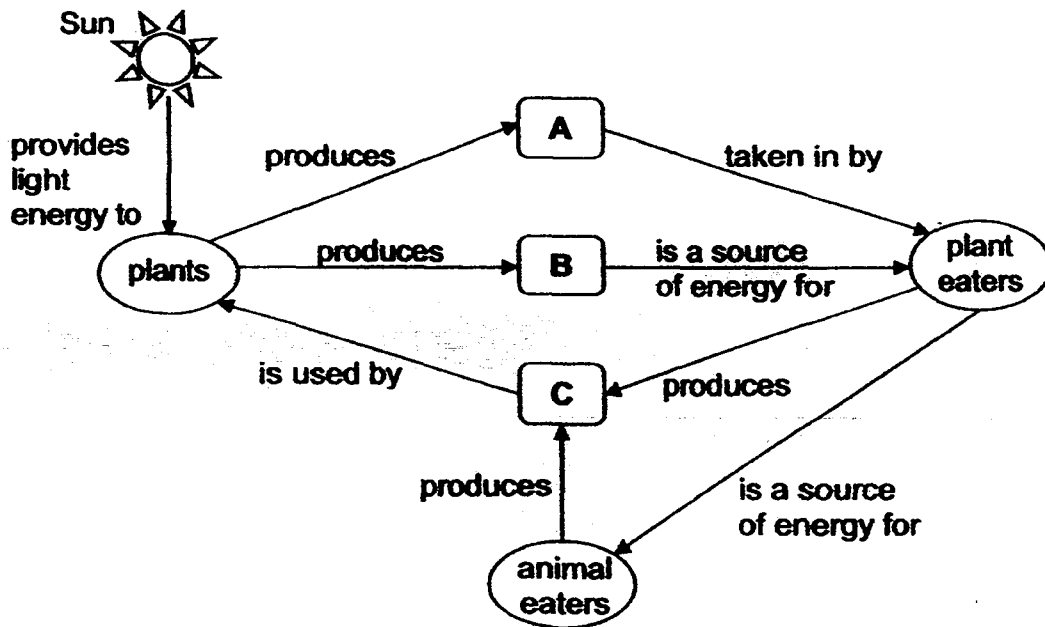 Sun
provides
light
energy to
produces
A
taken in by
plants
produces
B
is a source
of energy for
plant
eaters
is used by
C
produces
produces
is a source
of energy for
animal
eaters